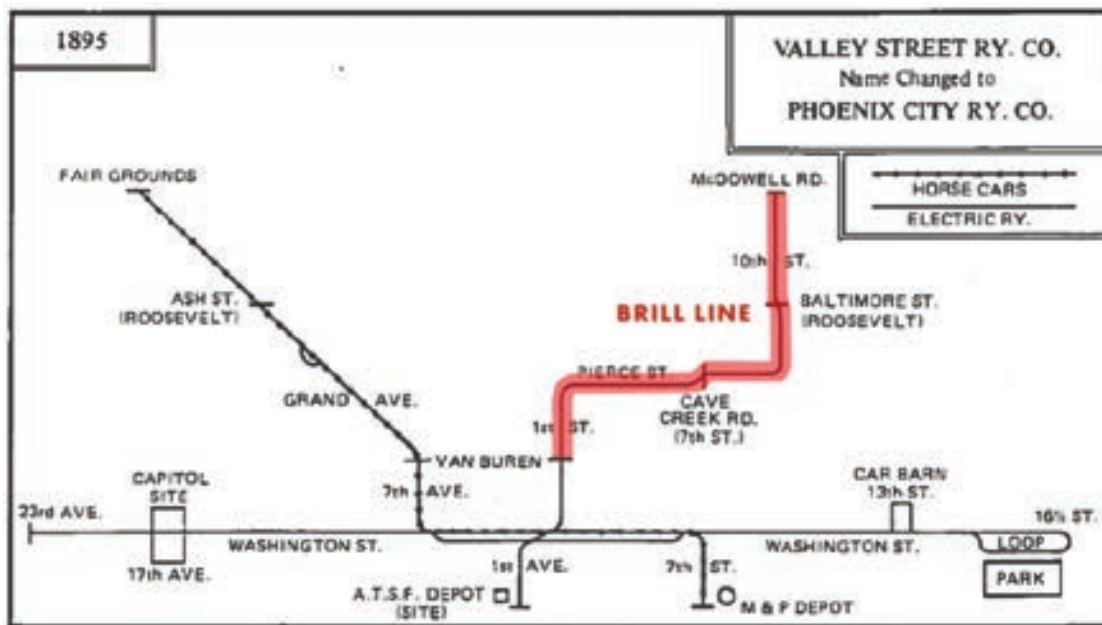 1895
VALLEY STREET RY. CO.
Name Changed to
PHOENIX CITY RY. CO.
HORSE CARS
ELECTRIC RY.
FAIR GROUNDS
McDOWELL RD.
10th ST.
ASH ST.
(ROOSEVELT)
BRILL LINE
BALTIMORE ST.
(ROOSEVELT)
PIERCE ST.
GRAND AVE.
CAVE
CREEK RD.
(7th ST.)
1st ST.
VAN BUREN
CAPITOL
SITE
7th AVE.
CAR BARN
13th ST.
23rd AVE.
16½ ST.
WASHINGTON ST.
WASHINGTON ST.
LOOP
17th AVE.
1st AVE.
7th ST.
PARK
A.T.S.F. DEPOT
(SITE)
M & P DEPOT